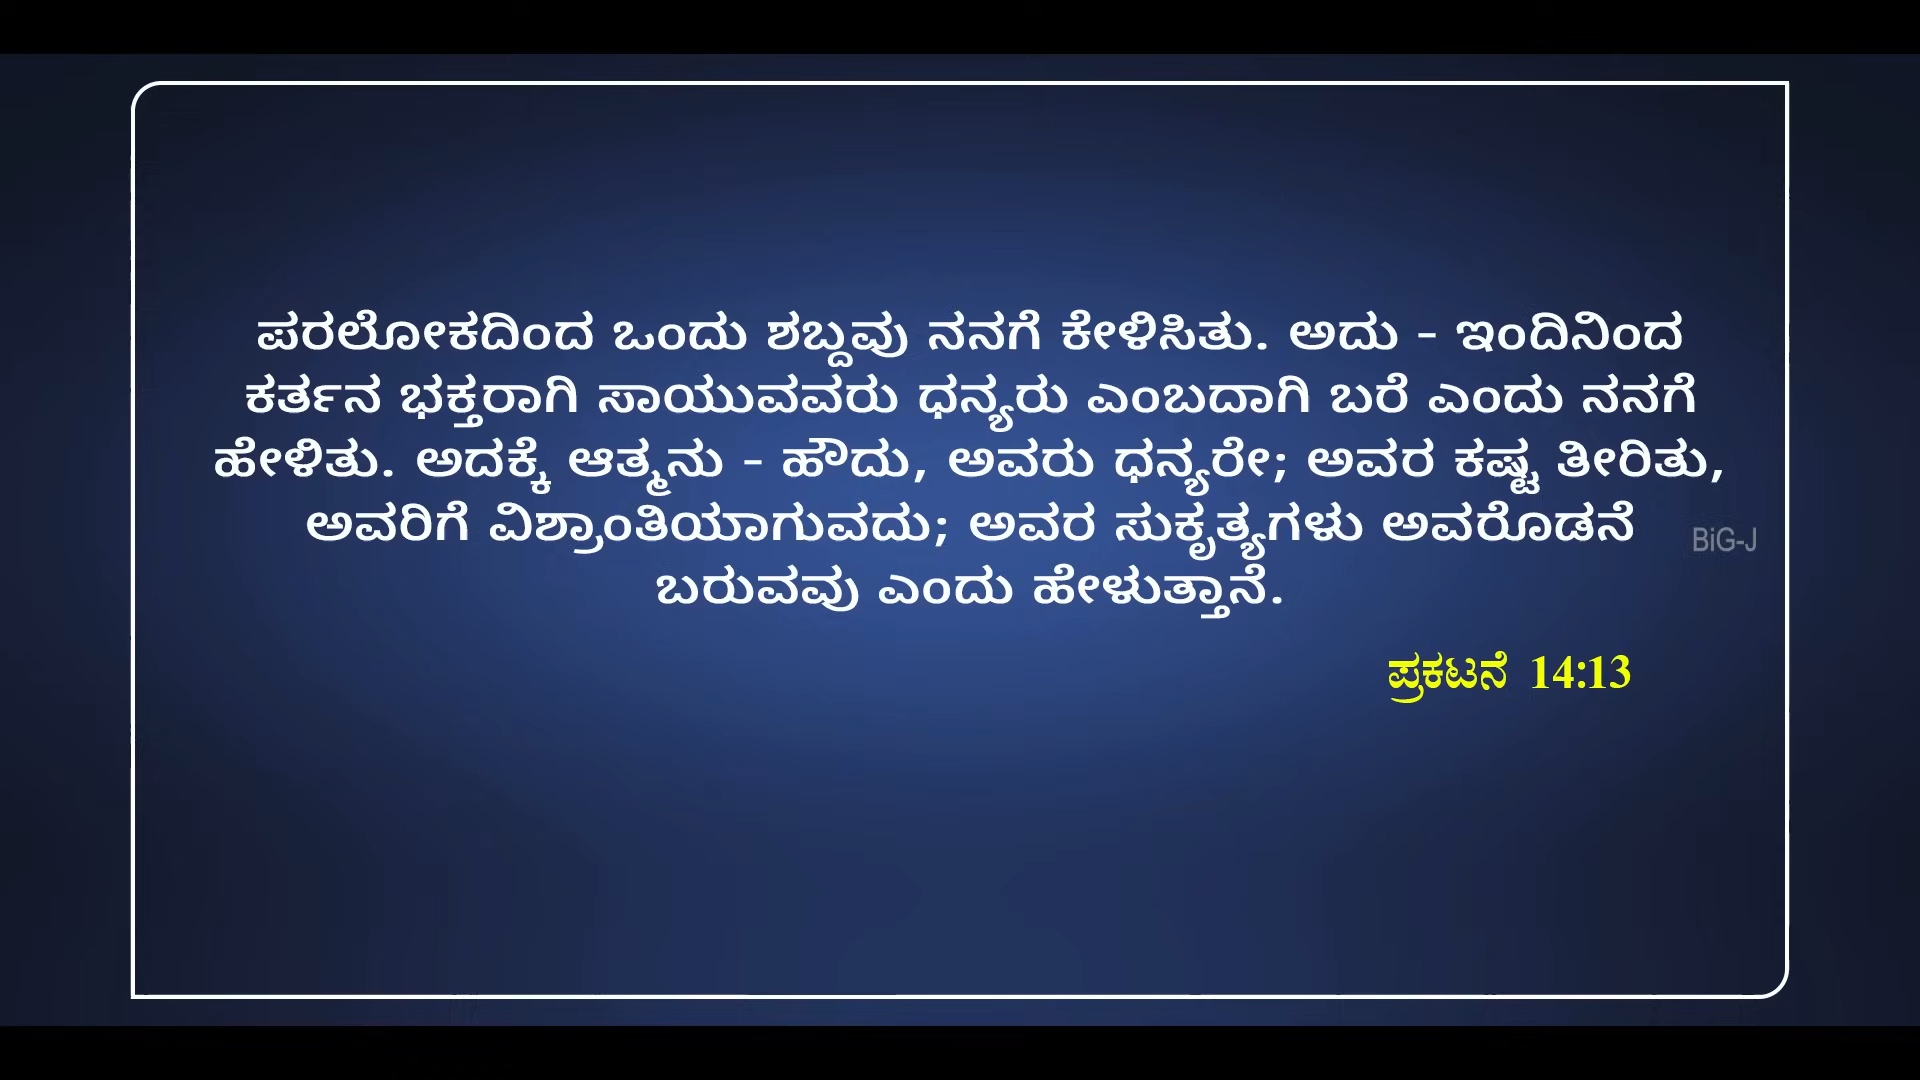 ಪರಲೋಕದಿಂದ ಒಂದು ಶಬ್ದವು ನನಗೆ ಕೇಳಿಸಿತು. ಅದು - ಇಂದಿನಿಂದ
ಕರ್ತನ ಭಕ್ತರಾಗಿ ಸಾಯುವವರು ಧನ್ಯರು ಎಂಬದಾಗಿ ಬರೆ ಎಂದು ನನಗೆ
ಹೇಳಿತು. ಅದಕ್ಕೆ ಆತ್ಮನು - ಹೌದು, ಅವರು ಧನ್ಯರೇ; ಅವರ ಕಷ್ಟ ತೀರಿತು,
ಅವರಿಗೆ ವಿಶ್ರಾಂತಿಯಾಗುವದು; ಅವರ ಸುಕೃತ್ಯಗಳು ಅವರೊಡನೆ
BiG-J
ಬರುವವು ಎಂದು ಹೇಳುತ್ತಾನೆ.
ಪ್ರಕಟನೆ 14:13